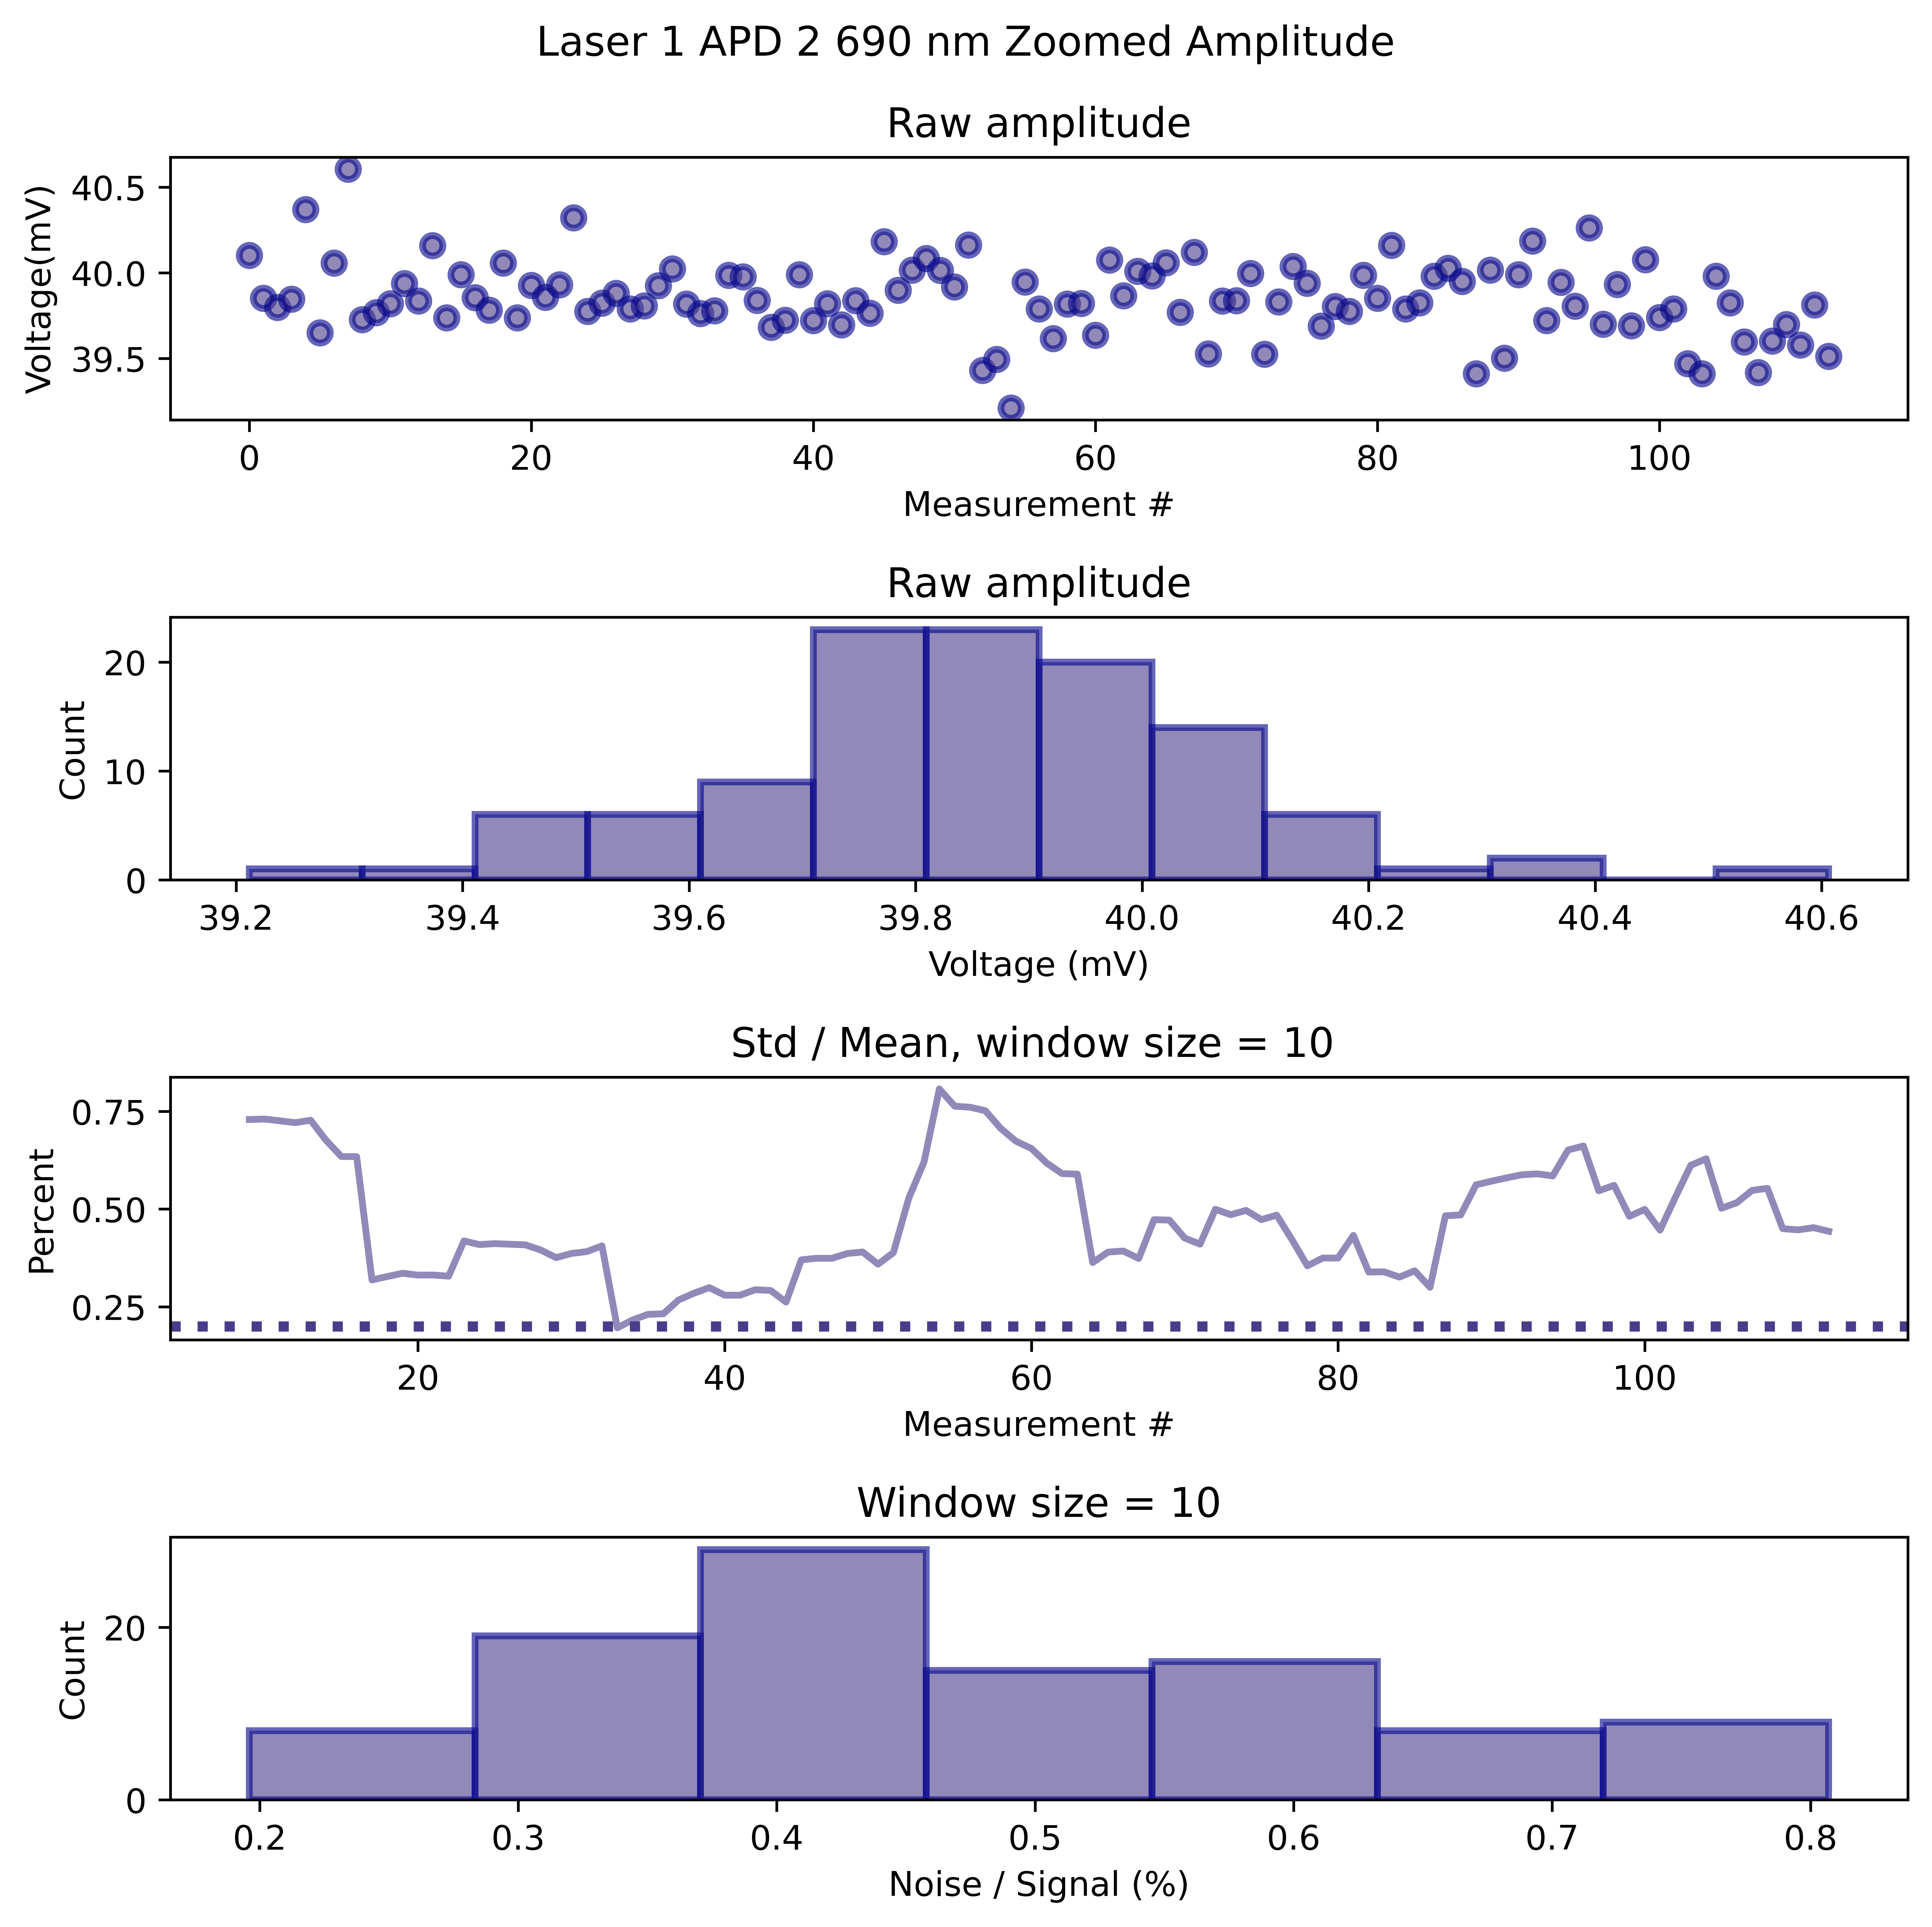 Laser 1 APD 2 690 nm Zoomed Amplitude
Raw amplitude
Voltage(mV)
40.5
40.0
39.5
0 20 40 60 80 100
Measurement #
Raw amplitude
Count
20
10
0
39.2 39.4 39.6 39.8 40.0 40.2 40.4 40.6
Voltage (mV)
Std / Mean, window size = 10
Percent
0.75
0.50
0.25
20 40 60 80 100
Measurement #
Window size = 10
Count
20
0
0.2 0.3 0.4 0.5 0.6 0.7 0.8
Noise / Signal (%)